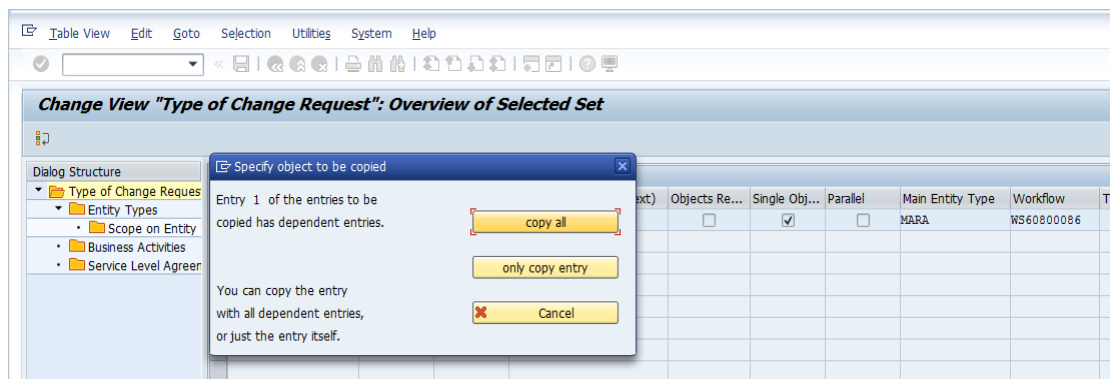 Table View Edit Goto Selection Utilities System Help
Change View "Type of Change Request": Overview of Selected Set
Dialog Structure
Type of Change Reques
Entity Types
Scope on Entity
Business Activities
Service Level Agreen
Specify object to be copied
Entry 1 of the entries to be
copied has dependent entries.
copy all
only copy entry
You can copy the entry
with all dependent entries,
or just the entry itself.
Cancel
ext) Objects Re... Single Obj... Parallel Main Entity Type Workflow T
MARA WS60800086